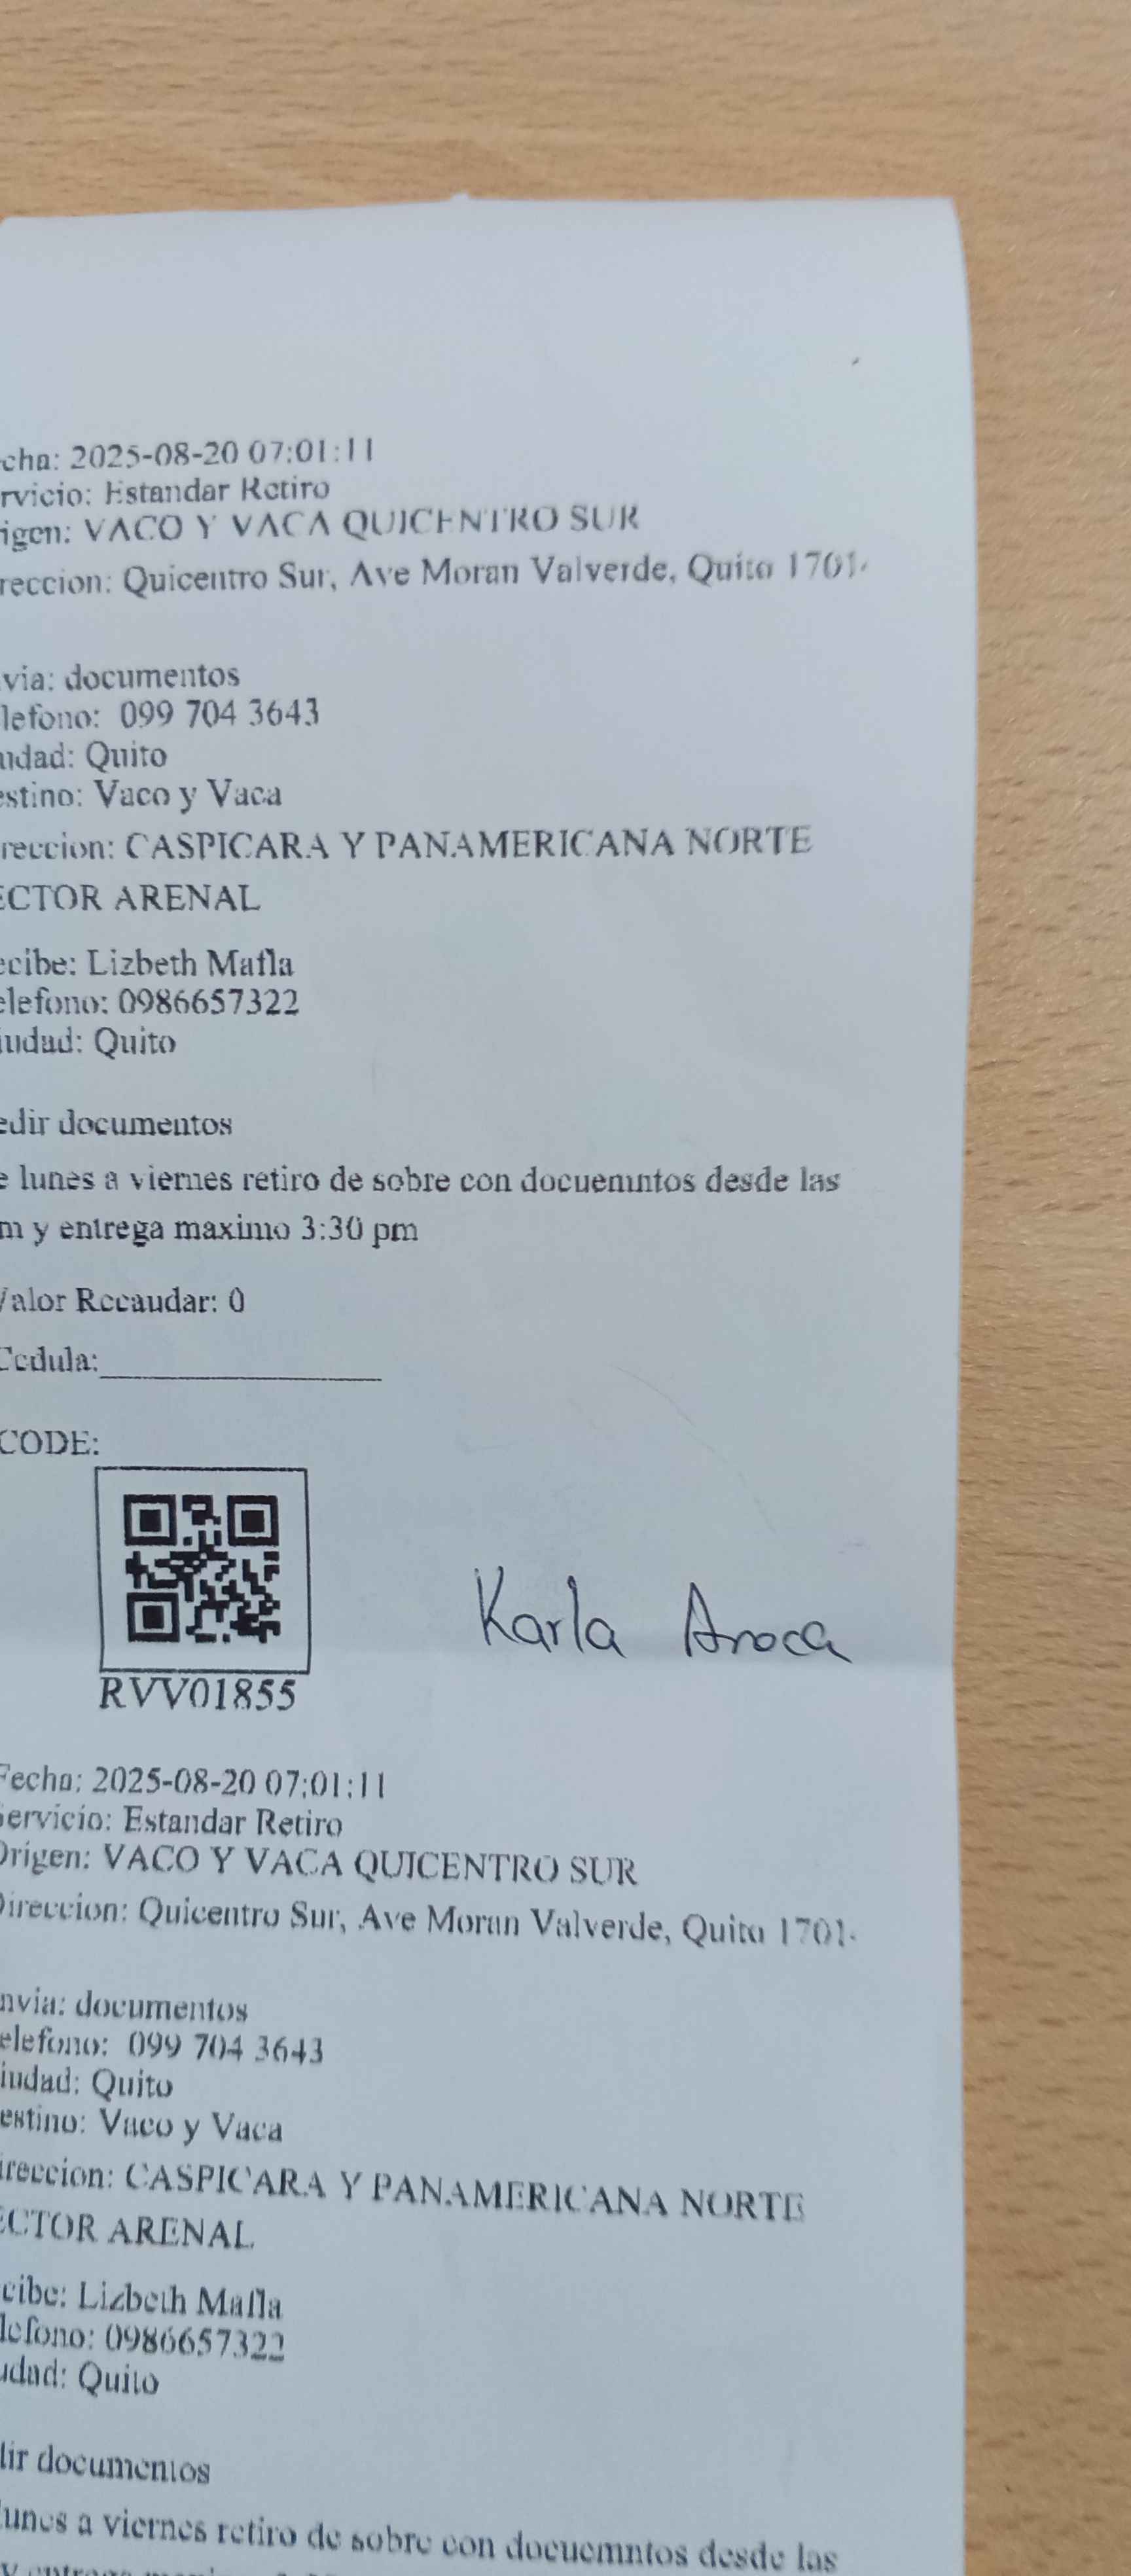 cha: 2025-08-20 07:01:11
rvicio: Estandar Retiro
igen: VACO Y VACA QUICENTRO SUR
reccion: Quicentro Sur, Ave Moran Valverde, Quito 1701
via: documentos
lefono: 099 704 3643
udad: Quito
estino: Vaco y Vaca
reccion: CASPICARA Y PANAMERICANA NORTE
ECTOR ARENAL
ecibe: Lizbeth Mafla
elefono: 0986657322
iudad: Quito
edir documentos
e lunes a viernes retiro de sobre con docuemntos desde las
m y entrega maximo 3:30 pm
Valor Recaudar: 0
Cedula:
CODE:
RVV01855
Karla Aroca
Fecha: 2025-08-20 07:01:11
Servicio: Estandar Retiro
Origen: VACO Y VACA QUICENTRO SUR
Direccion: Quicentro Sur, Ave Moran Valverde, Quito 1701
nvia: documentos
elefono: 099 704 3643
iudad: Quito
estino: Vaco y Vaca
ireccion: CASPICARA Y PANAMERICANA NORTE
ECTOR ARENAL
cibe: Lizbeth Mafla
lefono: 0986657322
udad: Quito
dir documentos
lunes a viernes retiro de sobre con docuemntos desde las
y entrega